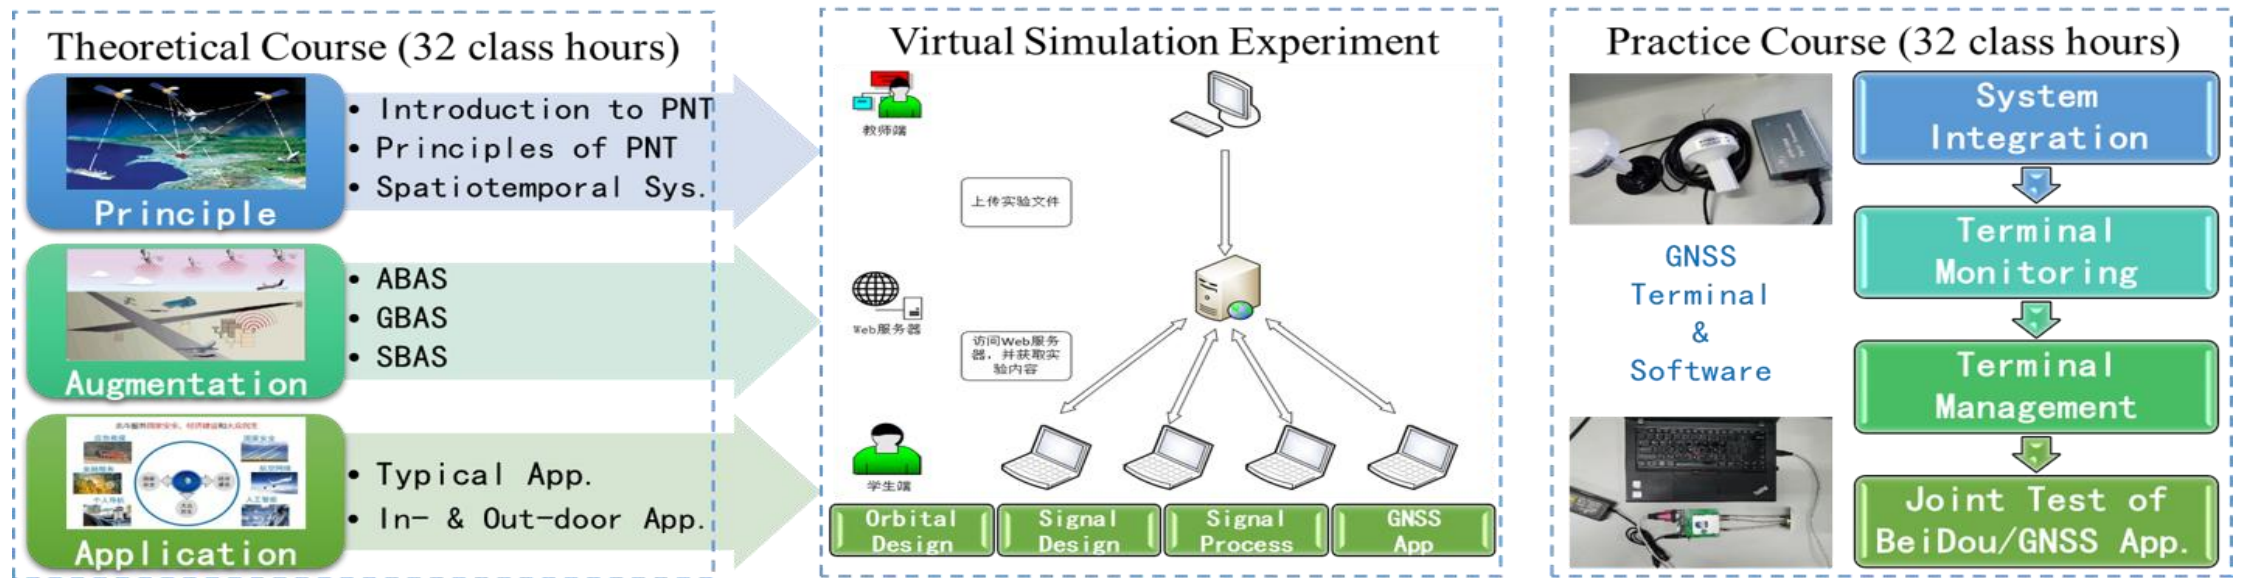 Theoretical Course (32 class hours)
Principle
• Introduction to PNT
• Principles of PNT
• Spatiotemporal Sys.
Augmentation
• ABAS
• GBAS
• SBAS
Application
• Typical App.
• In- & Out-door App.
Virtual Simulation Experiment
教师端
上传实验文件
Web服务器
访问Web服务
器，并获取实
验内容
学生端
Orbital
Design
Signal
Design
Signal
Process
GNSS
App
Practice Course (32 class hours)
GNSS
Terminal
&
Software
System
Integration
Terminal
Monitoring
Terminal
Management
Joint Test of
BeiDou/GNSS App.